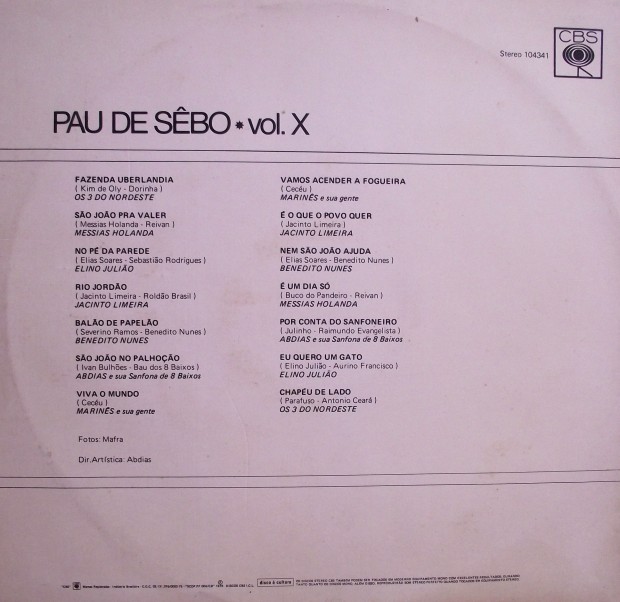 CBS
Stereo 104341
PAU DE SÊBO * vol. X
FAZENDA UBERLANDIA
( Kim de Oly - Dorinha )
OS 3 DO NORDESTE
SÃO JOÃO PRA VALER
( Messias Holanda - Reivan )
MESSIAS HOLANDA
NO PÉ DA PAREDE
( Elias Soares - Sebastião Rodrigues )
ELINO JULIÃO
RIO JORDÃO
( Jacinto Limeira - Roldão Brasil )
JACINTO LIMEIRA
BALÃO DE PAPELÃO
( Severino Ramos - Benedito Nunes )
BENEDITO NUNES
SÃO JOÃO NO PALHOÇÃO
( Ivan Bulhões - Bau dos 8 Baixos )
ABDIAS e sua Sanfona de 8 Baixos
VIVA O MUNDO
( Cecéu )
MARINÊS e sua gente
VAMOS ACENDER A FOGUEIRA
( Cecéu )
MARINÊS e sua gente
É O QUE O POVO QUER
( Jacinto Limeira )
JACINTO LIMEIRA
NEM SÃO JOÃO AJUDA
( Elias Soares - Benedito Nunes )
BENEDITO NUNES
É UM DIA SÓ
( Buco do Pandeiro - Reivan )
MESSIAS HOLANDA
POR CONTA DO SANFONEIRO
( Julinho - Raimundo Evangelista )
ABDIAS e sua Sanfona de 8 Baixos
EU QUERO UM GATO
( Elino Julião - Aurino Francisco )
ELINO JULIÃO
CHAPÉU DE LADO
( Parafuso - Antonio Ceará )
OS 3 DO NORDESTE
Fotos: Mafra
Dir.Artística: Abdias
disco é cultura